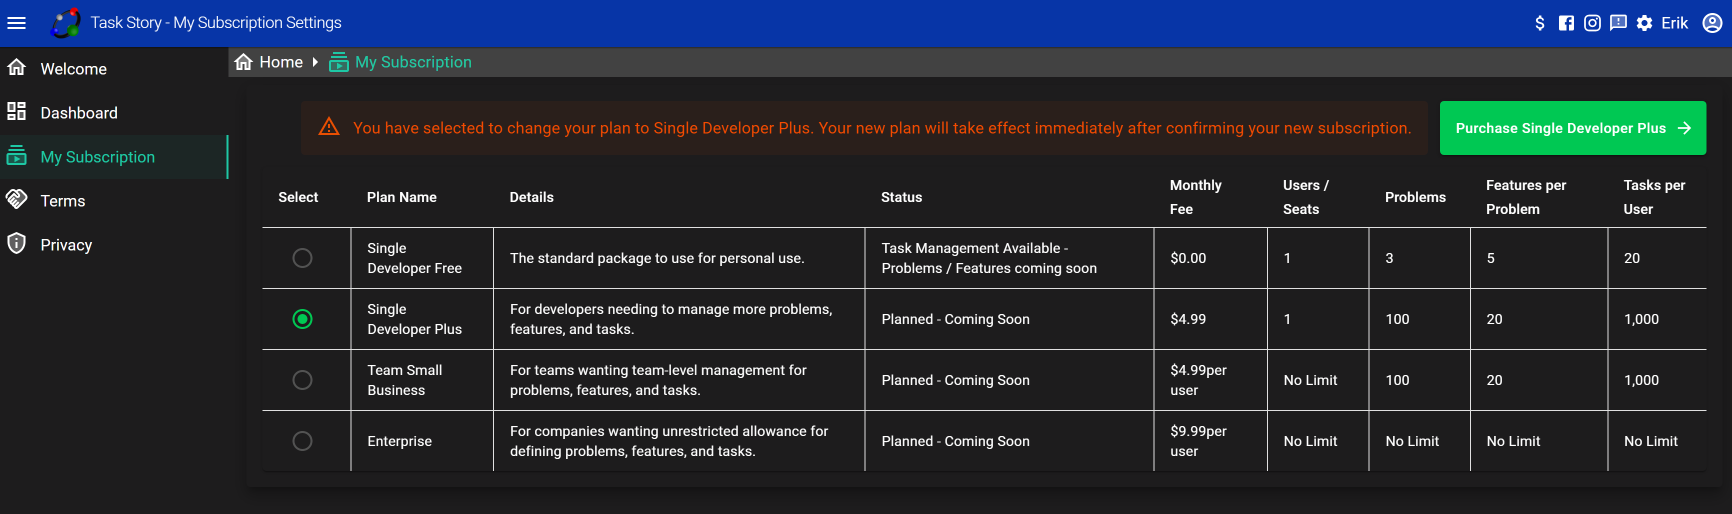 Task Story - My Subscription Settings
Erik
Welcome
Dashboard
My Subscription
Terms
Privacy
Home
My Subscription
You have selected to change your plan to Single Developer Plus. Your new plan will take effect immediately after confirming your new subscription.
Purchase Single Developer Plus
Select
Plan Name
Details
Status
Monthly
Fee
Users /
Seats
Problems
Features per
Problem
Tasks per
User
Single
Developer Free
The standard package to use for personal use.
Task Management Available -
Problems / Features coming soon
$0.00
1
3
5
20
Single
Developer Plus
For developers needing to manage more problems,
features, and tasks.
Planned - Coming Soon
$4.99
1
100
20
1,000
Team Small
Business
For teams wanting team-level management for
problems, features, and tasks.
Planned - Coming Soon
$4.99per
user
No Limit
100
20
1,000
Enterprise
For companies wanting unrestricted allowance for
defining problems, features, and tasks.
Planned - Coming Soon
$9.99per
user
No Limit
No Limit
No Limit
No Limit